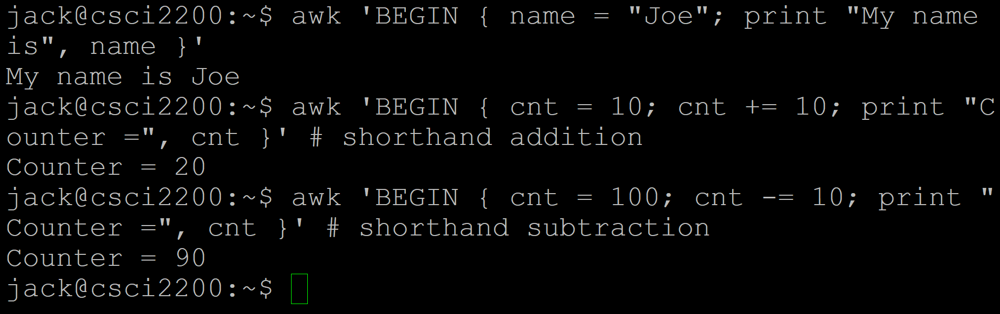 jack@csci2200:~$ awk 'BEGIN { name = "Joe"; print "My name
is", name }'
My name is Joe
jack@csci2200:~$ awk 'BEGIN { cnt = 10; cnt += 10; print "C
ounter =", cnt }' # shorthand addition
Counter = 20
jack@csci2200:~$ awk 'BEGIN { cnt = 100; cnt -= 10; print "
Counter =", cnt }' # shorthand subtraction
Counter = 90
jack@csci2200:~$